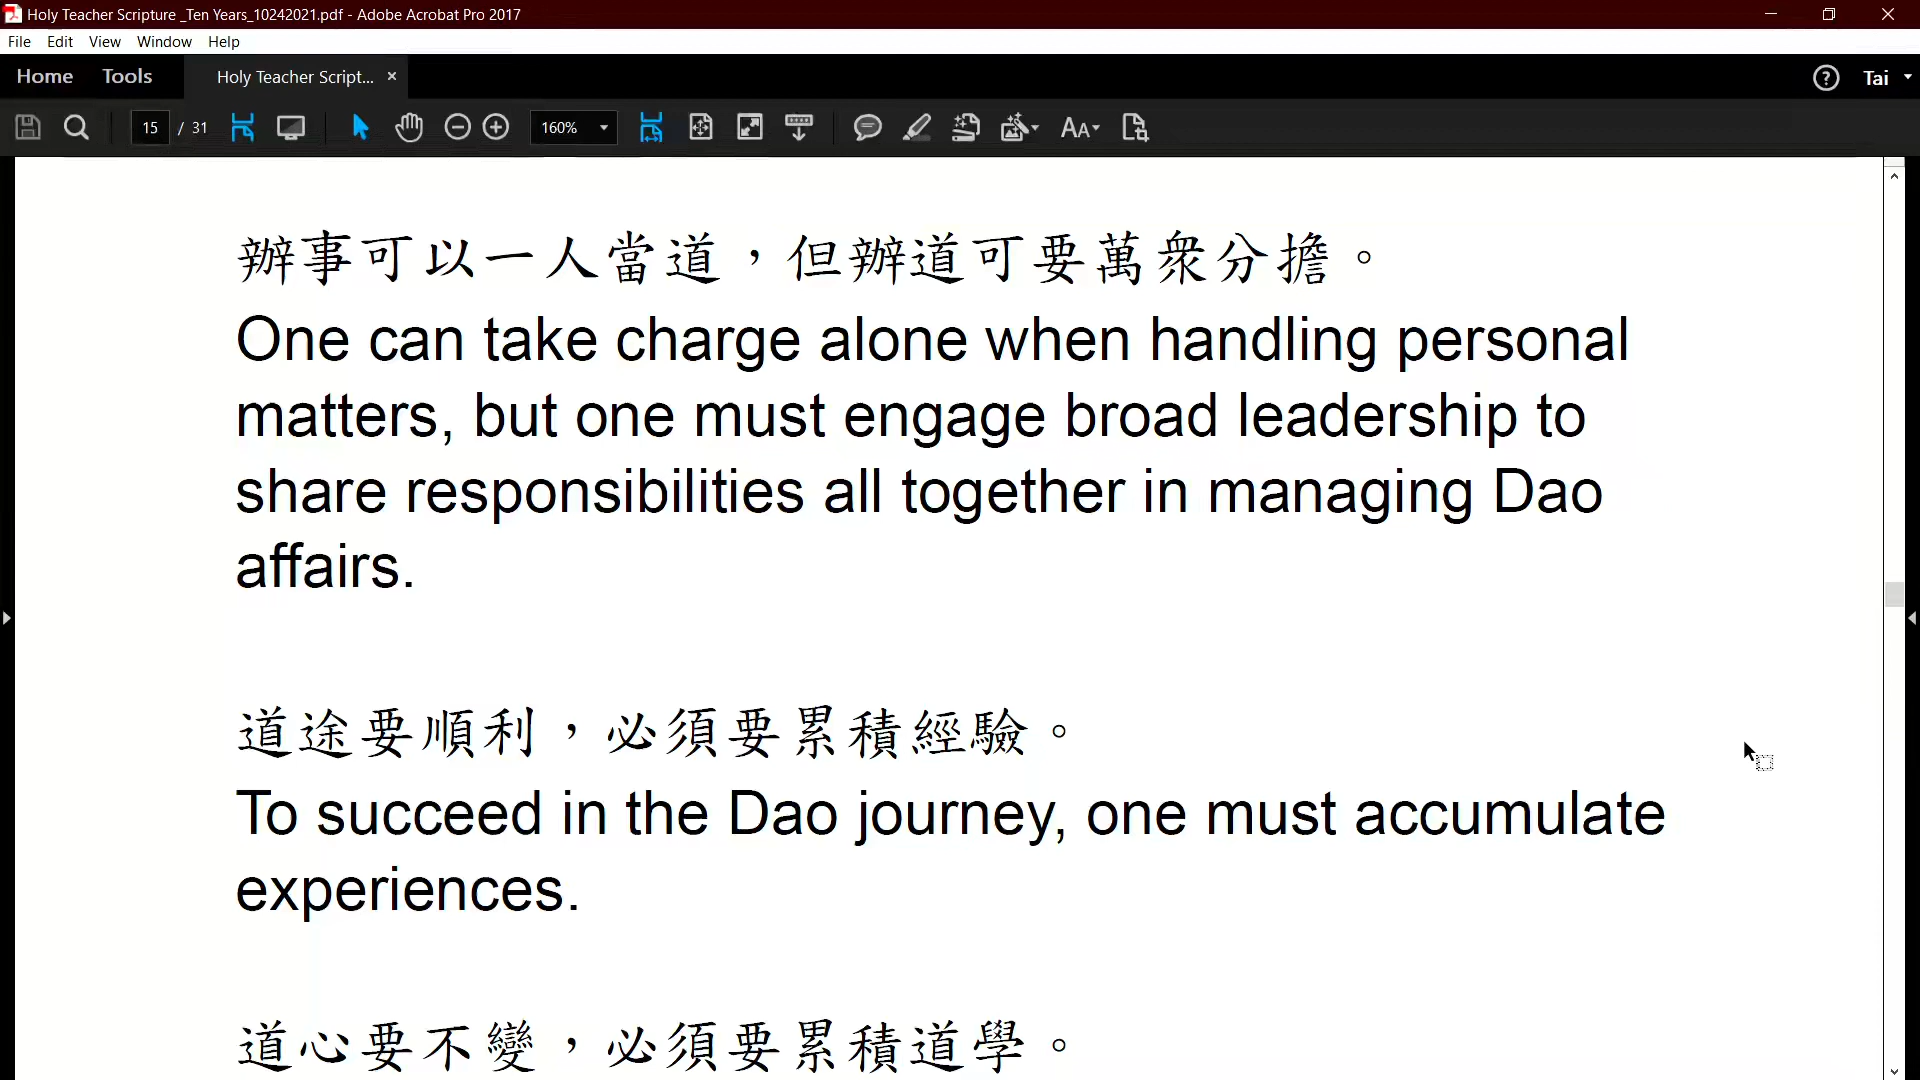 Holy Teacher Scripture _Ten Years_10242021.pdf - Adobe Acrobat Pro 2017
File Edit View Window Help
Home Tools Holy Teacher Script... × Tai
15 / 31 160%
辦事可以一人當道，但辦道可要萬衆分擔。
One can take charge alone when handling personal
matters, but one must engage broad leadership to
share responsibilities all together in managing Dao
affairs.
道途要順利，必須要累積經驗。
To succeed in the Dao journey, one must accumulate
experiences.
道心要不變，必須要累積道學。